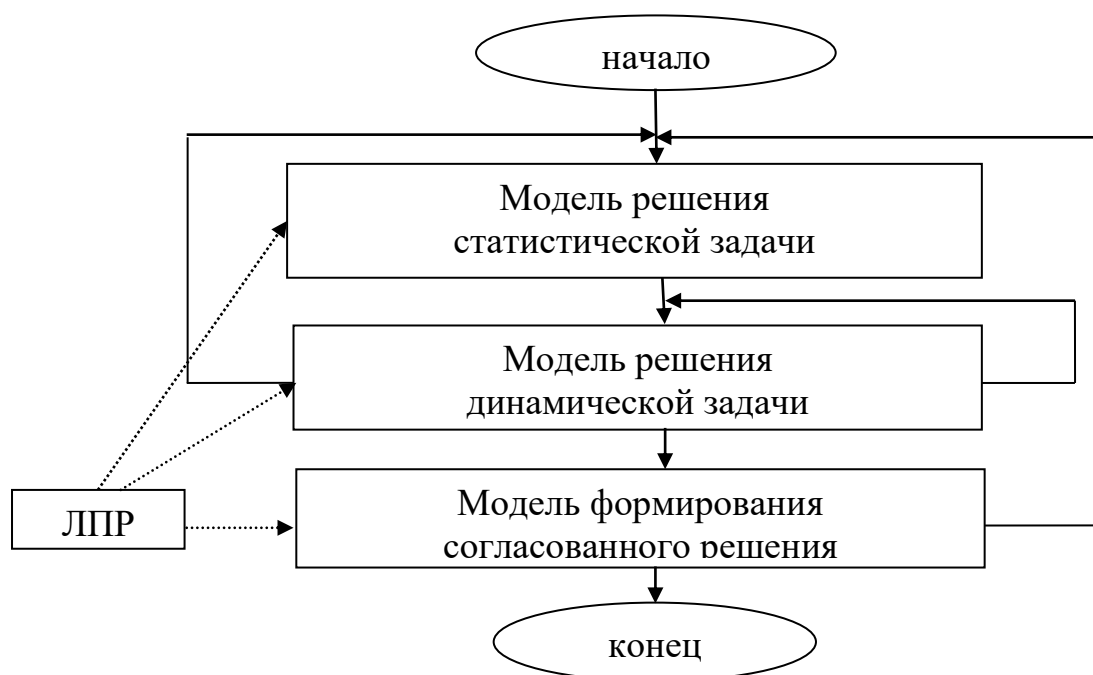 начало
Модель решения
статистической задачи
Модель решения
динамической задачи
ЛПР
Модель формирования
согласованного решения
конец